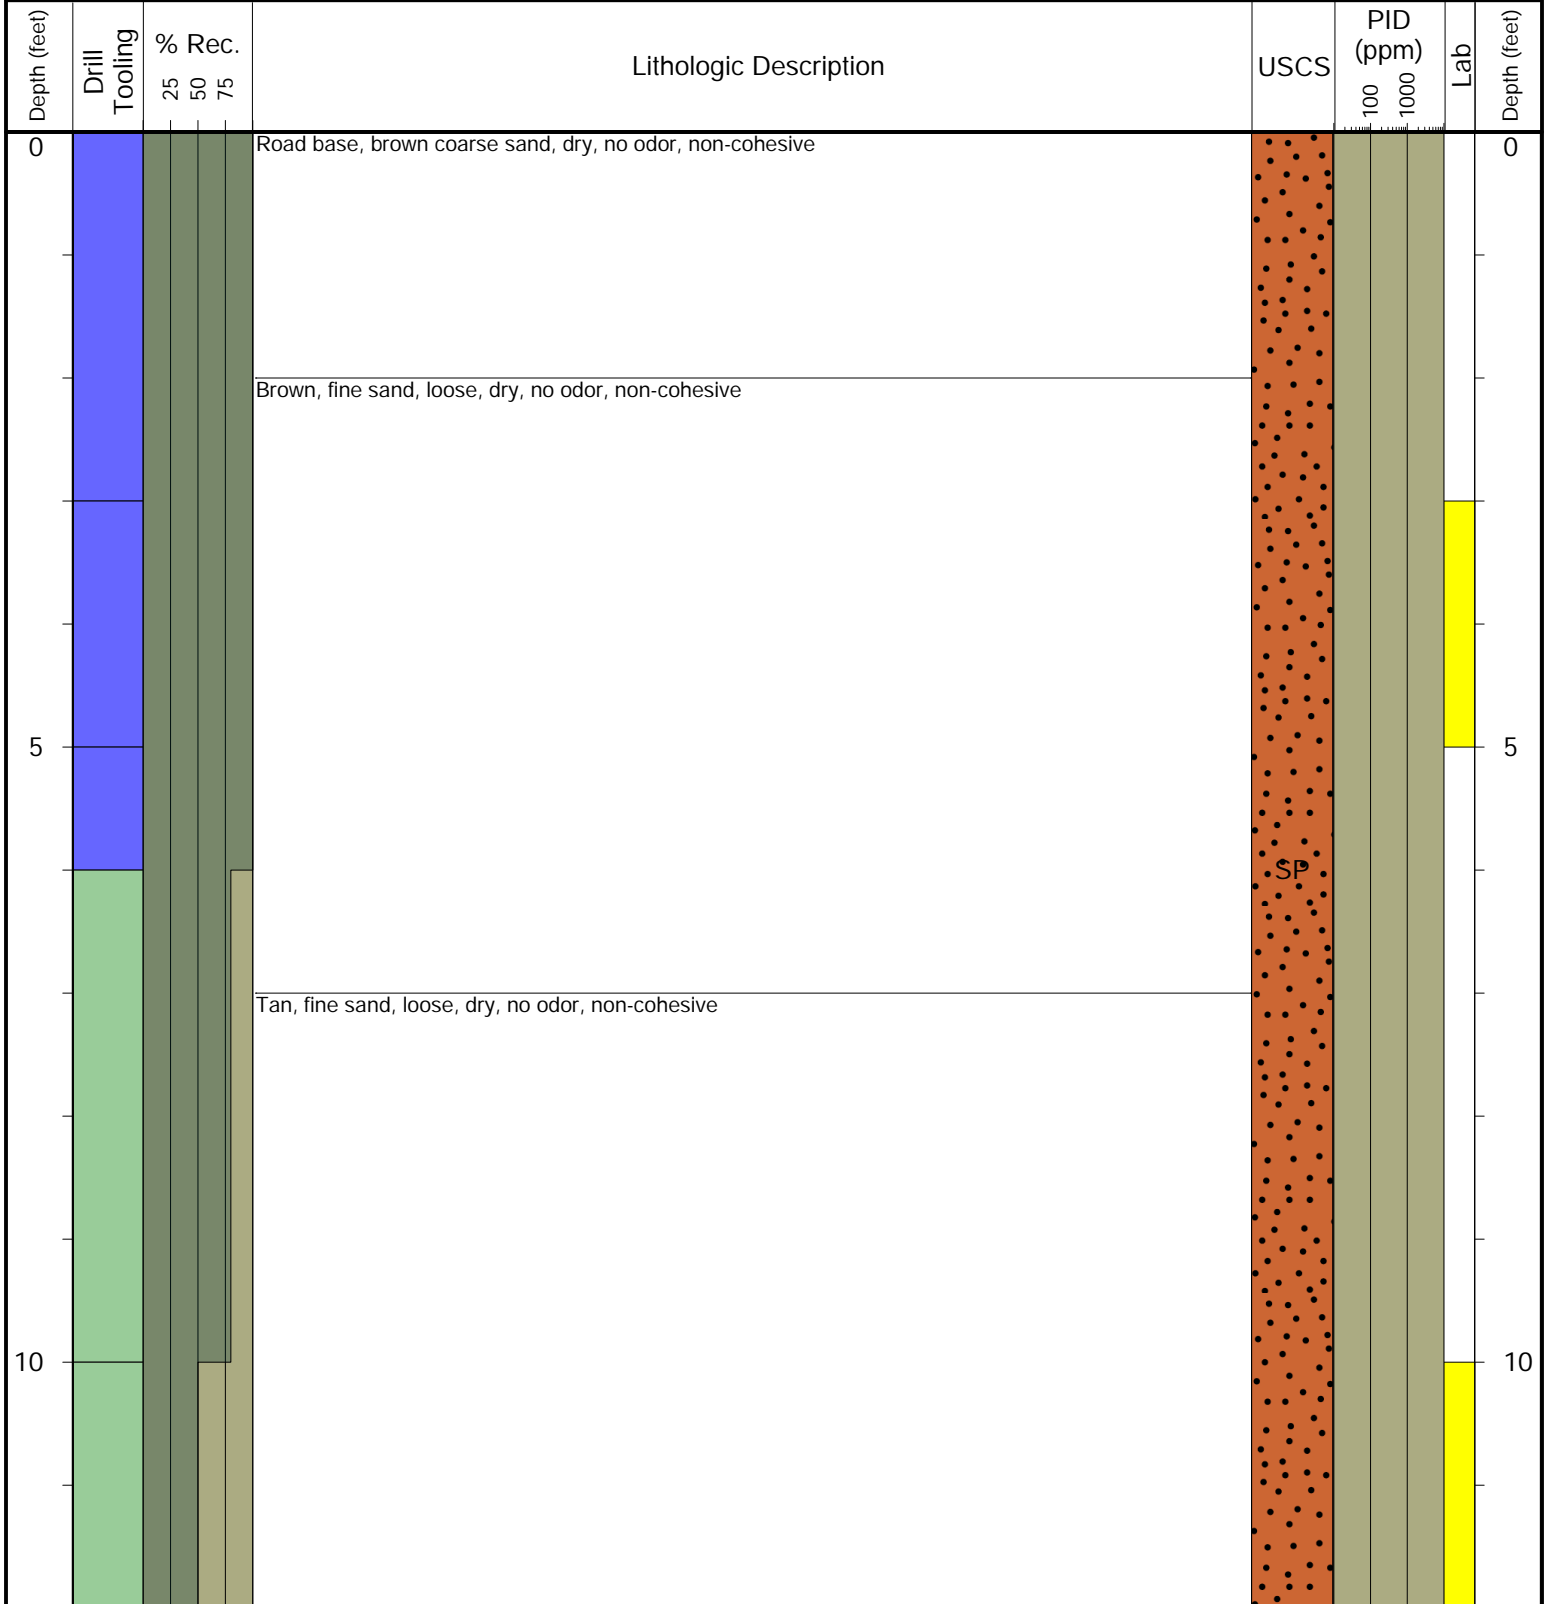 Depth (feet)
Drill
Tooling
% Rec.
25
50
75
Lithologic Description
USCS
PID
(ppm)
100
1000
Lab
Depth (feet)
0
Road base, brown coarse sand, dry, no odor, non-cohesive
0
Brown, fine sand, loose, dry, no odor, non-cohesive
5
5
SP
Tan, fine sand, loose, dry, no odor, non-cohesive
10
10